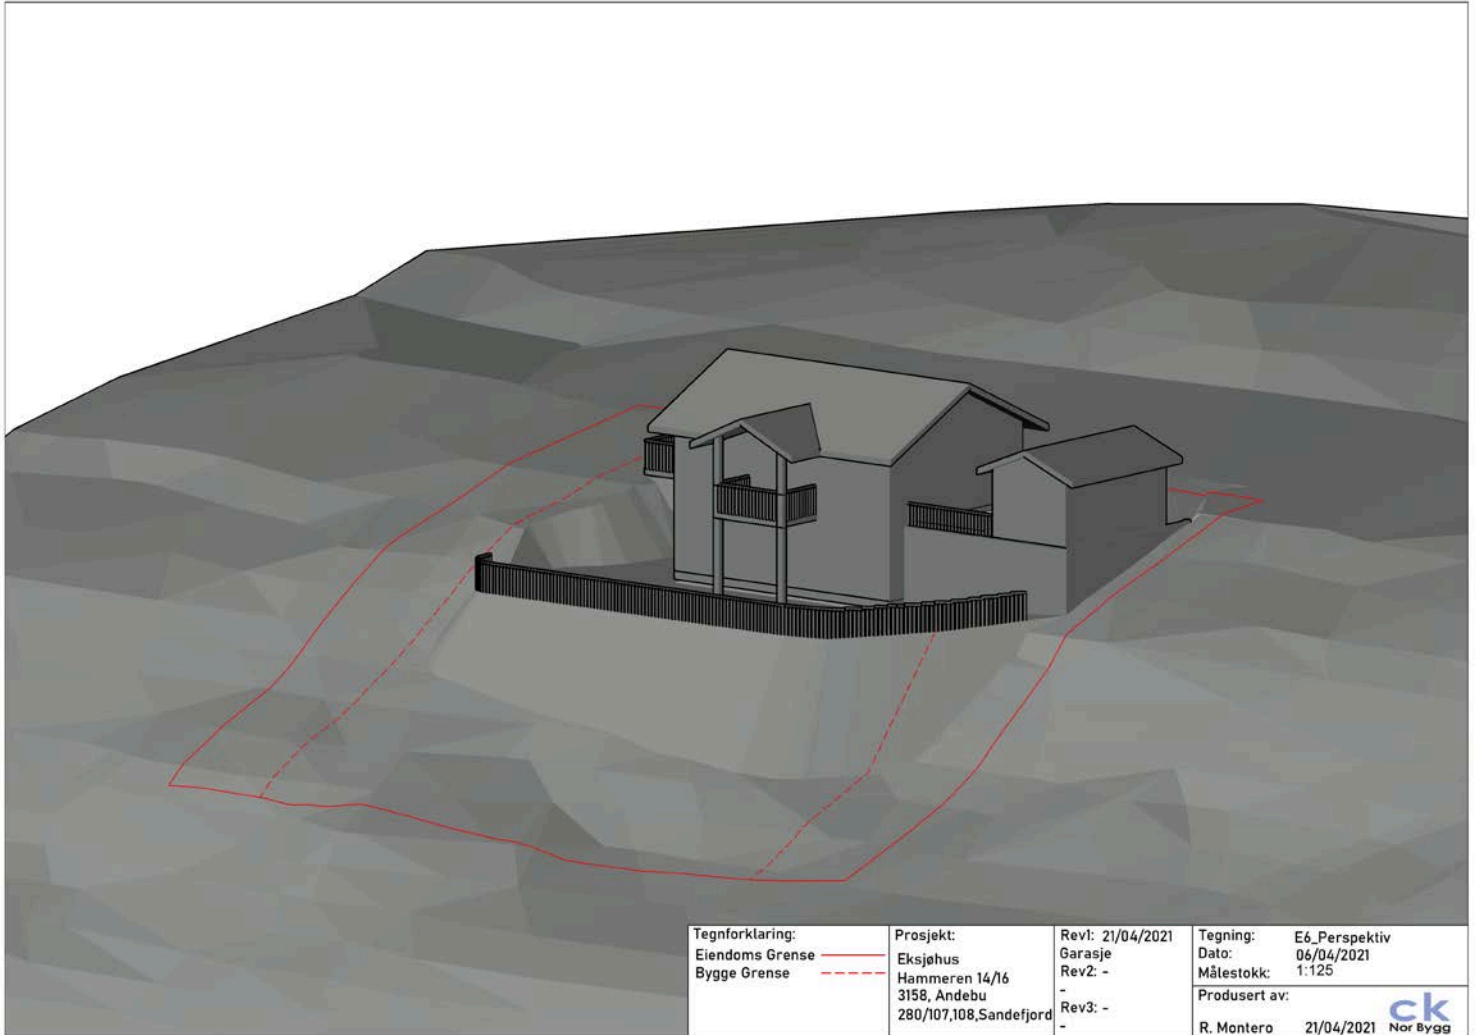 Tegnforklaring:
Eiendoms Grense
Bygge Grense
Prosjekt:
Eksjøhus
Hammeren 14/16
3158, Andebu
280/107,108,Sandefjord
Rev1: 21/04/2021
Garasje
Rev2: -
-
Rev3: -
-
Tegning: E6_Perspektiv
Dato: 06/04/2021
Målestokk: 1:125
Produsert av:
R. Montero 21/04/2021
ck
Nor Bygg